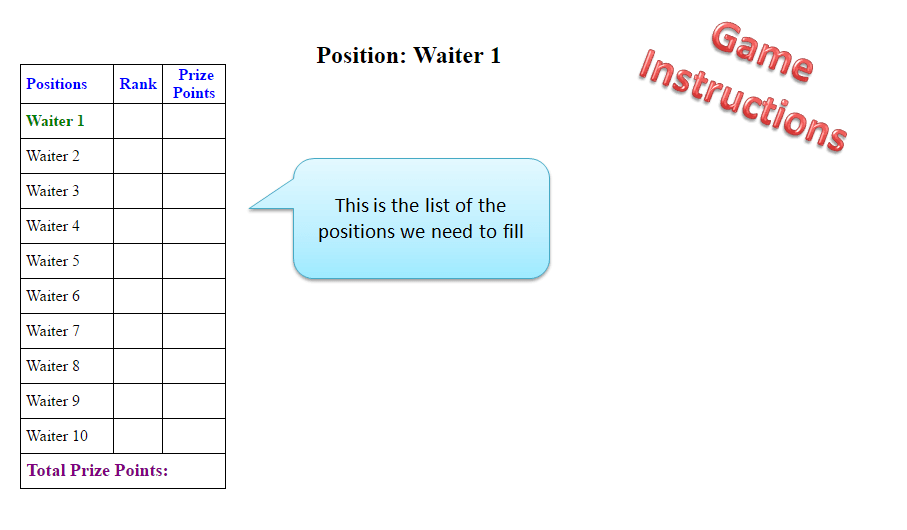 Position: Waiter 1
Game
Instructions
Positions Rank Prize Points
Waiter 1
Waiter 2
Waiter 3
Waiter 4
Waiter 5
Waiter 6
Waiter 7
Waiter 8
Waiter 9
Waiter 10
Total Prize Points:
This is the list of the
positions we need to fill